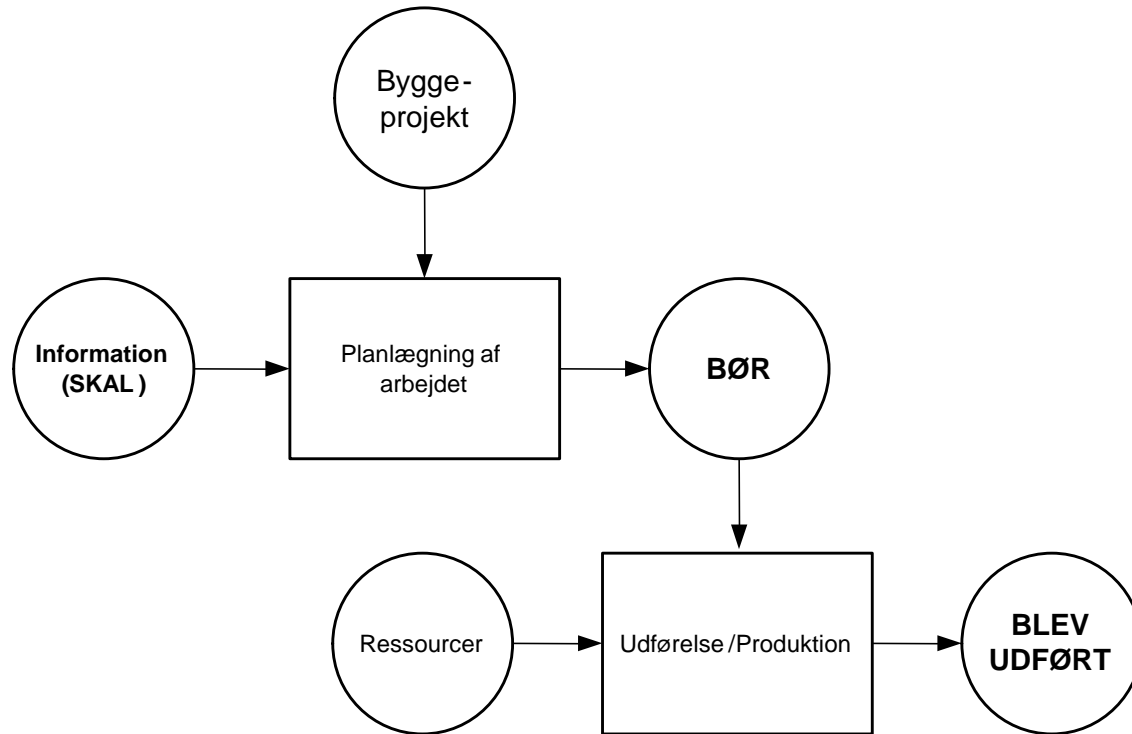 Bygge-
projekt
Information
(SKAL)
Planlægning af
arbejdet
BØR
Ressourcer
Udførelse/Produktion
BLEV
UDFØRT